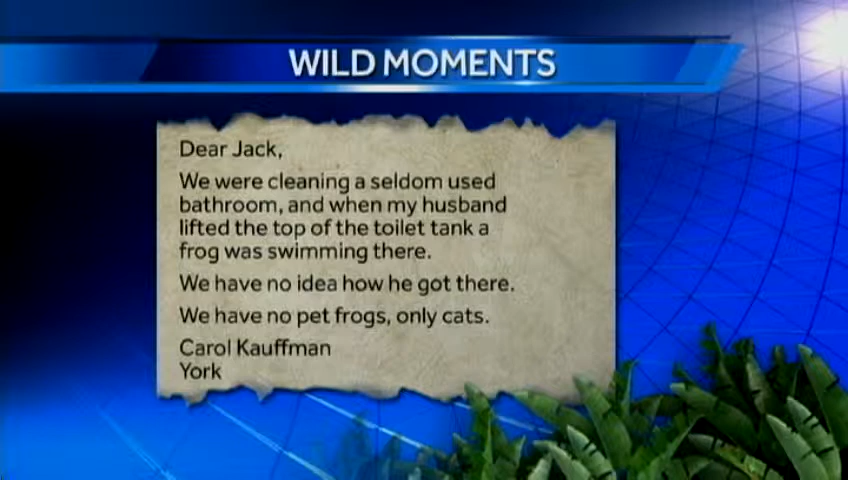 WILD MOMENTS
Dear Jack,
We were cleaning a seldom used
bathroom, and when my husband
lifted the top of the toilet tank a
frog was swimming there.
We have no idea how he got there.
We have no pet frogs, only cats.
Carol Kauffman
York